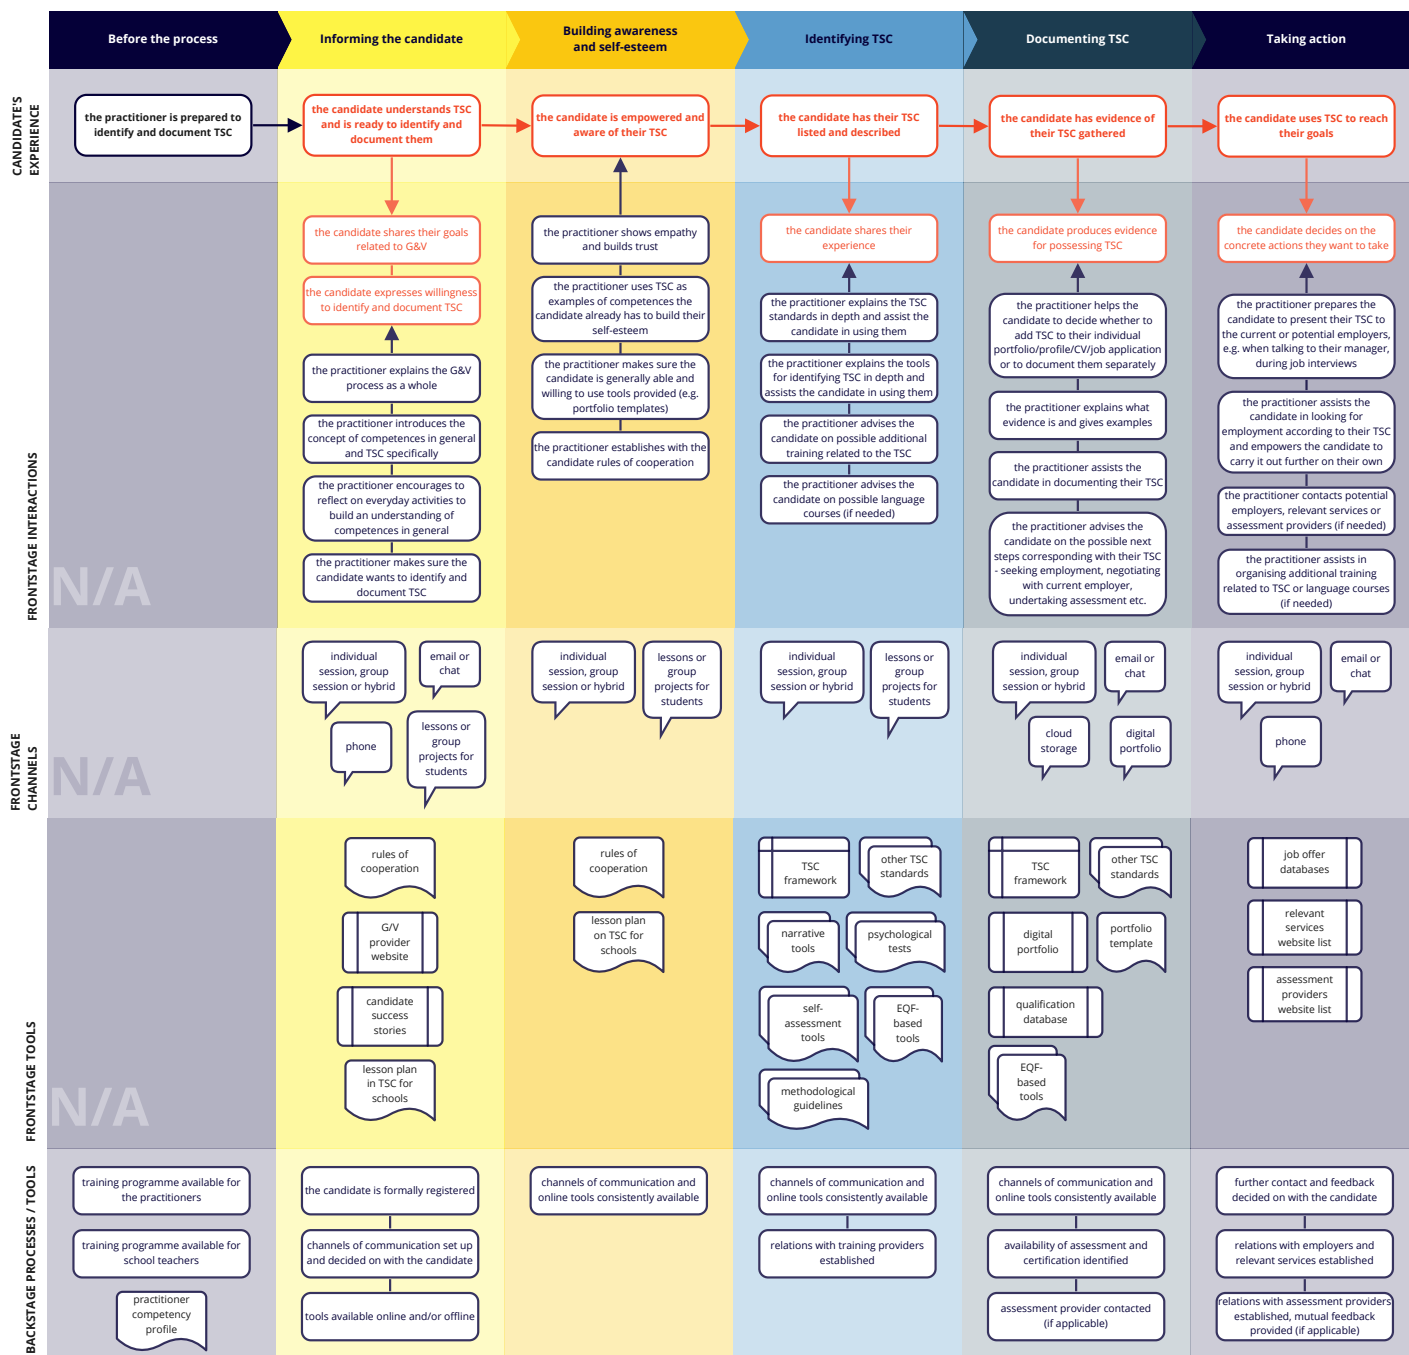 Before the process
Informing the candidate
Building awareness
and self-esteem
Identifying TSC
Documenting TSC
Taking action
CANDIDATE'S
EXPERIENCE
the practitioner is prepared to
identify and document TSC
the candidate understands TSC
and is ready to identify and
document them
the candidate is empowered and
aware of their TSC
the candidate has their TSC
listed and described
the candidate has evidence of
their TSC gathered
the candidate uses TSC to reach
their goals
FRONTSTAGE INTERACTIONS
N/A
the candidate shares their goals
related to G&V
the candidate expresses willingness
to identify and document TSC
the practitioner explains the G&V
process as a whole
the practitioner introduces the
concept of competences in general
and TSC specifically
the practitioner encourages to
reflect on everyday activities to
build an understanding of
competences in general
the practitioner makes sure the
candidate wants to identify and
document TSC
the practitioner shows empathy
and builds trust
the practitioner uses TSC as
examples of competences the
candidate already has to build their
self-esteem
the practitioner makes sure the
candidate is generally able and
willing to use tools provided (e.g.
portfolio templates)
the practitioner establishes with the
candidate rules of cooperation
the candidate shares their
experience
the practitioner explains the TSC
standards in depth and assist the
candidate in using them
the practitioner explains the tools
for identifying TSC in depth and
assists the candidate in using them
the practitioner advises the
candidate on possible additional
training related to the TSC
the practitioner advises the
candidate on possible language
courses (if needed)
the candidate produces evidence
for possessing TSC
the practitioner helps the
candidate to decide whether to
add TSC to their individual
portfolio/profile/CV/job application
or to document them separately
the practitioner explains what
evidence is and gives examples
the practitioner assists the
candidate in documenting their TSC
the practitioner advises the
candidate on the possible next
steps corresponding with their TSC
- seeking employment, negotiating
with current employer,
undertaking assessment etc.
the candidate decides on the
concrete actions they want to take
the practitioner prepares the
candidate to present their TSC to
the current or potential employers,
e.g. when talking to their manager,
during job interviews
the practitioner assists the
candidate in looking for
employment according to their TSC
and empowers the candidate to
carry it out further on their own
the practitioner contacts potential
employers, relevant services or
assessment providers (if needed)
the practitioner assists in
organising additional training
related to TSC or language courses
(if needed)
FRONTSTAGE
CHANNELS
N/A
individual
session, group
session or hybrid
email or
chat
phone
lessons or
group
projects for
students
individual
session, group
session or hybrid
lessons or
group
projects for
students
individual
session, group
session or hybrid
lessons or
group
projects for
students
individual
session, group
session or hybrid
email or
chat
cloud
storage
digital
portfolio
individual
session, group
session or hybrid
email or
chat
phone
FRONTSTAGE TOOLS
N/A
rules of
cooperation
G/V
provider
website
candidate
success
stories
lesson plan
in TSC for
schools
rules of
cooperation
lesson plan
on TSC for
schools
TSC
framework
other TSC
standards
narrative
tools
psychological
tests
self-
assessment
tools
EQF-
based
tools
methodological
guidelines
TSC
framework
other TSC
standards
digital
portfolio
portfolio
template
qualification
database
EQF-
based
tools
job offer
databases
relevant
services
website list
assessment
providers
website list
BACKSTAGE PROCESSES / TOOLS
training programme available for
the practitioners
training programme available for
school teachers
practitioner
competency
profile
the candidate is formally registered
channels of communication set up
and decided on with the candidate
tools available online and/or offline
channels of communication and
online tools consistently available
channels of communication and
online tools consistently available
relations with training providers
established
channels of communication and
online tools consistently available
availability of assessment and
certification identified
assessment provider contacted
(if applicable)
further contact and feedback
decided on with the candidate
relations with employers and
relevant services established
relations with assessment providers
established, mutual feedback
provided (if applicable)